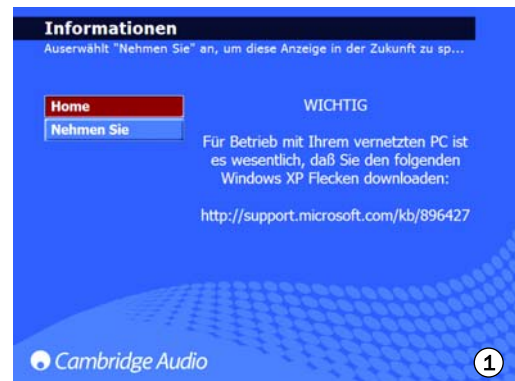 Informationen
Auserwählt "Nehmen Sie" an, um diese Anzeige in der Zukunft zu sp...
Home
Nehmen Sie
WICHTIG
Für Betrieb mit Ihrem vernetzten PC ist
es wesentlich, daß Sie den folgenden
Windows XP Flecken downloaden:
http://support.microsoft.com/kb/896427
Cambridge Audio
1